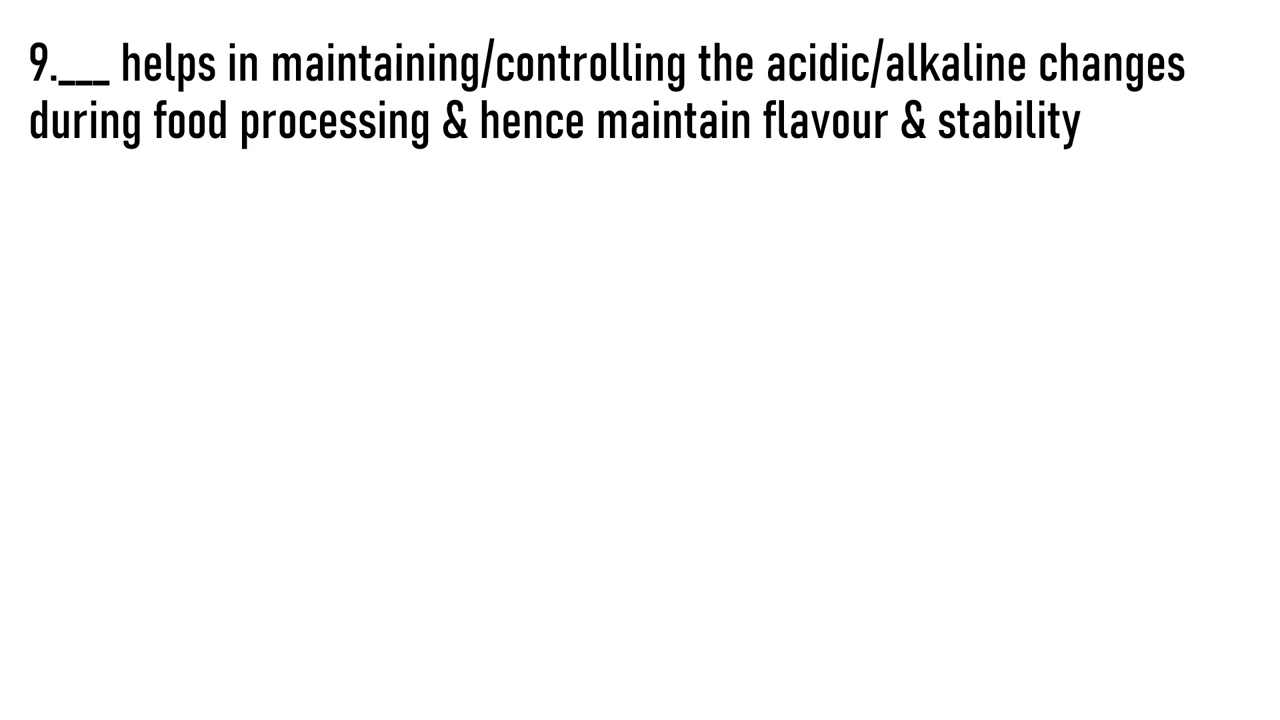 9.___ helps in maintaining/controlling the acidic/alkaline changes
during food processing & hence maintain flavour & stability